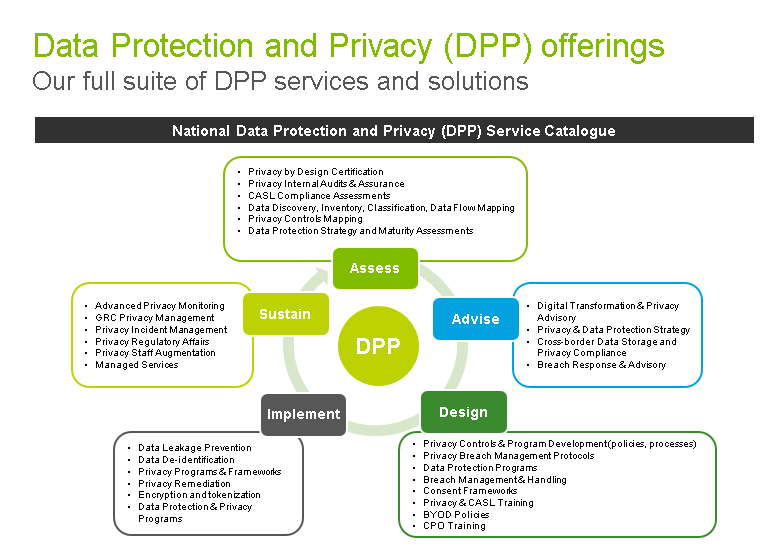 Data Protection and Privacy (DPP) offerings
Our full suite of DPP services and solutions
National Data Protection and Privacy (DPP) Service Catalogue
• Privacy by Design Certification
• Privacy Internal Audits & Assurance
• CASL Compliance Assessments
• Data Discovery, Inventory, Classification, Data Flow Mapping
• Privacy Controls Mapping
• Data Protection Strategy and Maturity Assessments
Assess
• Advanced Privacy Monitoring
• GRC Privacy Management
• Privacy Incident Management
• Privacy Regulatory Affairs
• Privacy Staff Augmentation
• Managed Services
Sustain
DPP
Advise
• Digital Transformation & Privacy
Advisory
• Privacy & Data Protection Strategy
• Cross-border Data Storage and
Privacy Compliance
• Breach Response & Advisory
Implement
• Data Leakage Prevention
• Data De-identification
• Privacy Programs & Frameworks
• Privacy Remediation
• Encryption and tokenization
• Data Protection & Privacy
Programs
Design
• Privacy Controls & Program Development(policies, processes)
• Privacy Breach Management Protocols
• Data Protection Programs
• Breach Management & Handling
• Consent Frameworks
• Privacy & CASL Training
• BYOD Policies
• CPO Training